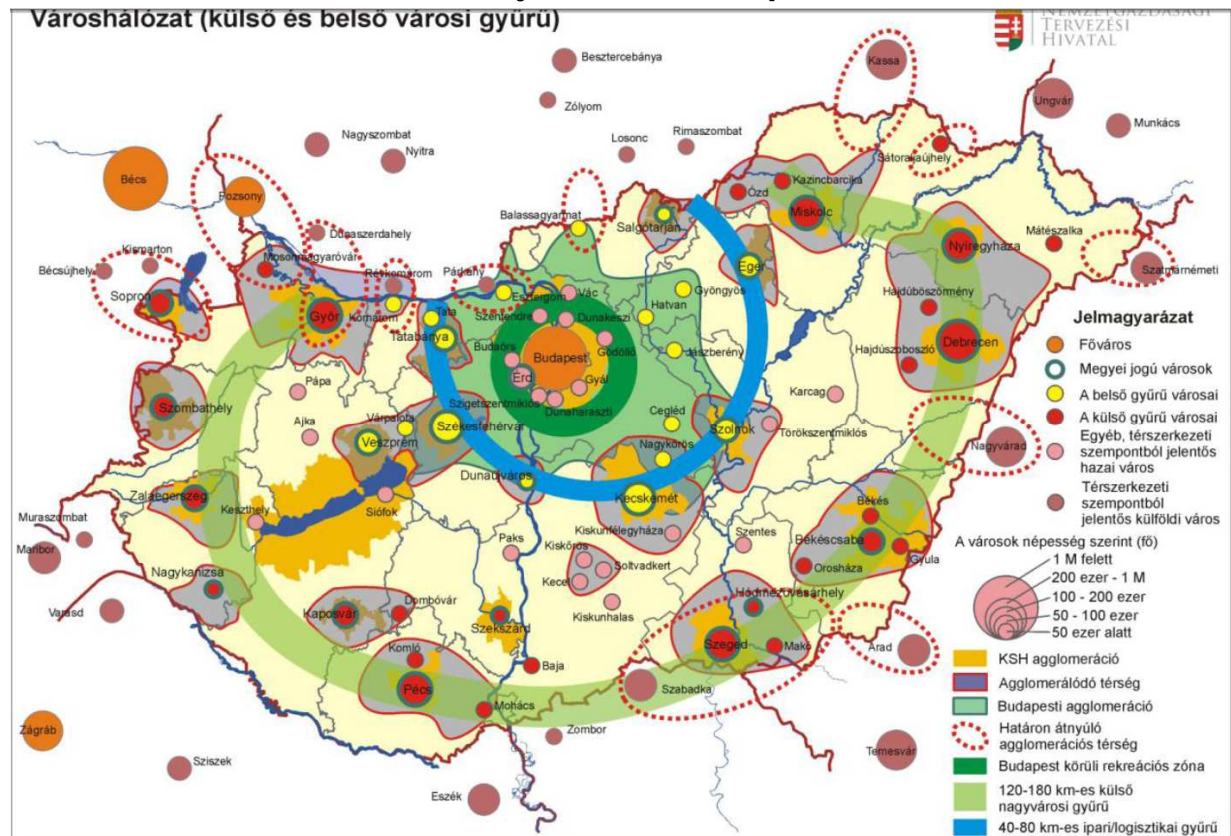 Városhálózat (külső és belső városi gyűrű)
NEMZETGAZDASÁGI
TERVEZÉSI
HIVATAL
Besztercebánya
Kassa
Zólyom
Ungvár
Munkács
Nagyszombat
Nyitra
Losonc
Rimaszombat
Sátoraljaújhely
Bécs
Pozsony
Kazincbarcika
Ózd
Miskolc
Balassagyarmat
Salgótarján
Dunaszerdahely
Mátészalka
Nyíregyháza
Kismarton
Bécsújhely
Mosonmagyaróvár
Révkomárom
Párkány
Eger
Szatmárnémeti
Sopron
Győr
Komárom
Tata
Esztergom
Vác
Gyöngyös
Hatvan
Hajdúböszörmény
Szentendre
Dunakeszi
Tatabánya
Debrecen
Budaörs
Budapest
Gödöllő
Jászberény
Hajdúszoboszló
Érd
Gyál
Pápa
Karcag
Szombathely
Szigetszentmiklós
Dunaharaszti
Várpalota
Ajka
Székesfehérvár
Cegléd
Veszprém
Szolnok
Törökszentmiklós
Nagykőrös
Nagyvárad
Dunaújváros
Zalaegerszeg
Kecskemét
Keszthely
Siófok
Békés
Muraszombat
Maribor
Kiskunfélegyháza
Szentes
Paks
Békéscsaba
Kiskőrös
Soltvadkert
Gyula
Nagykanizsa
Kecel
Orosháza
Varasd
Kaposvár
Dombóvár
Kiskunhalas
Hódmezővásárhely
Szekszárd
Komló
Szeged
Makó
Arad
Baja
Pécs
Szabadka
Mohács
Zágráb
Zombor
Temesvár
Sziszek
Eszék
Jelmagyarázat
Főváros
Megyei jogú városok
A belső gyűrű városai
A külső gyűrű városai
Egyéb, térszerkezeti
szempontból jelentős
hazai város
Térszerkezeti
szempontból
jelentős külföldi város
A városok népesség szerint (fő)
1 M felett
200 ezer - 1 M
100 - 200 ezer
50 - 100 ezer
50 ezer alatt
KSH agglomeráció
Agglomerálódó térség
Budapesti agglomeráció
Határon átnyúló
agglomerációs térség
Budapest körüli rekreációs zóna
120-180 km-es külső
nagyvárosi gyűrű
40-80 km-es ipari/logisztikai gyűrű